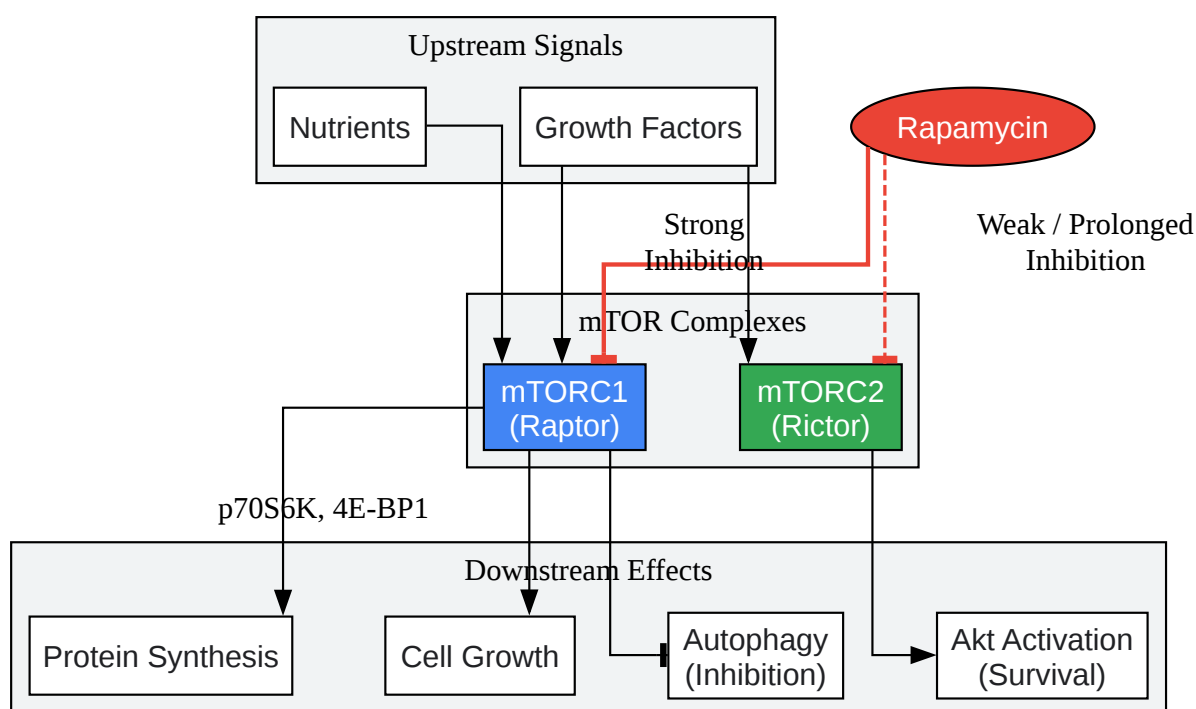 Upstream Signals
Nutrients
Growth Factors
Rapamycin
Strong
Inhibition
Weak / Prolonged
Inhibition
mTOR Complexes
mTORC1
(Raptor)
mTORC2
(Rictor)
p70S6K, 4E-BP1
Downstream Effects
Protein Synthesis
Cell Growth
Autophagy
(Inhibition)
Akt Activation
(Survival)